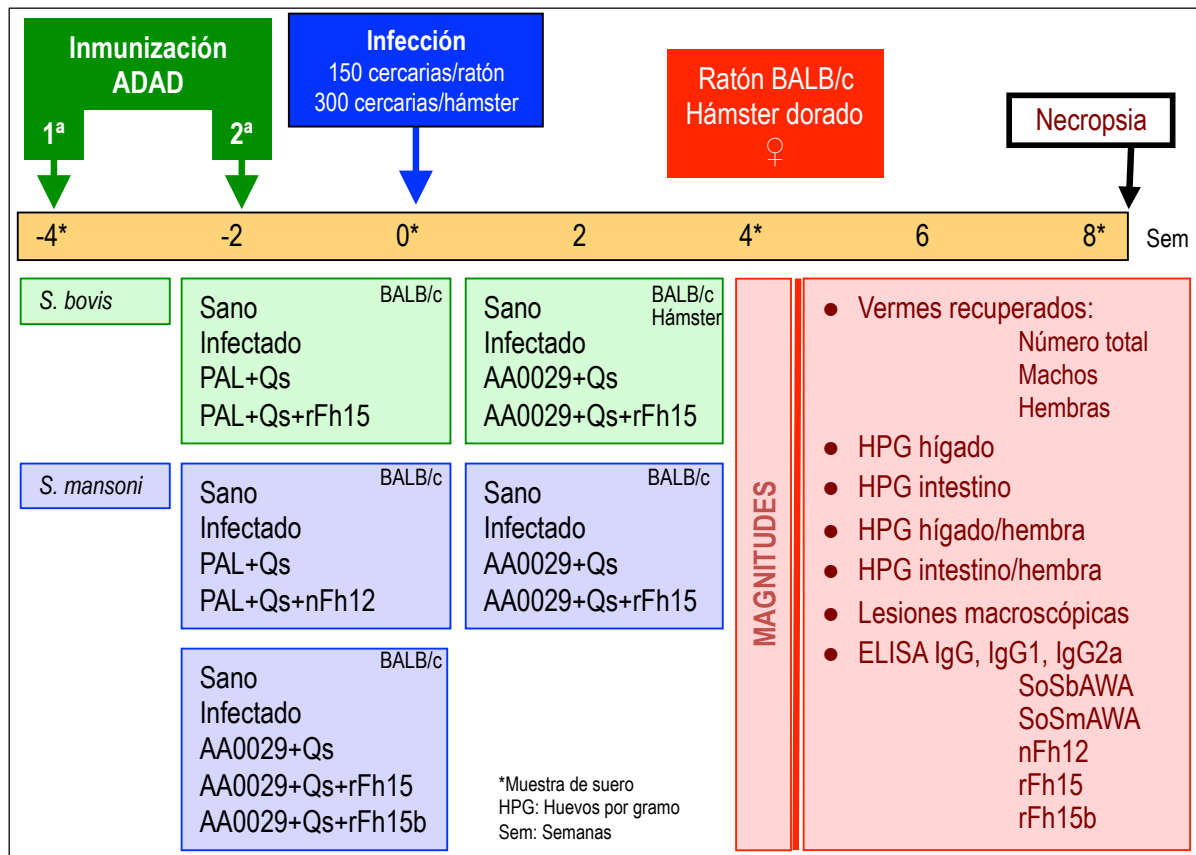 Inmunización
ADAD
1ª
2ª
Infección
150 cercarias/ratón
300 cercarias/hámster
Ratón BALB/c
Hámster dorado
♀
Necropsia
-4* -2 0* 2 4* 6 8* Sem
S. bovis
BALB/c
Sano
Infectado
PAL+Qs
PAL+Qs+rFh15
BALB/c
Hámster
Sano
Infectado
AA0029+Qs
AA0029+Qs+rFh15
S. mansoni
BALB/c
Sano
Infectado
PAL+Qs
PAL+Qs+nFh12
BALB/c
Sano
Infectado
AA0029+Qs
AA0029+Qs+rFh15
BALB/c
Sano
Infectado
AA0029+Qs
AA0029+Qs+rFh15
AA0029+Qs+rFh15b
*Muestra de suero
HPG: Huevos por gramo
Sem: Semanas
MAGNITUDES
● Vermes recuperados:
Número total
Machos
Hembras
● HPG hígado
● HPG intestino
● HPG hígado/hembra
● HPG intestino/hembra
● Lesiones macroscópicas
● ELISA IgG, IgG1, IgG2a
SoSbAWA
SoSmAWA
nFh12
rFh15
rFh15b